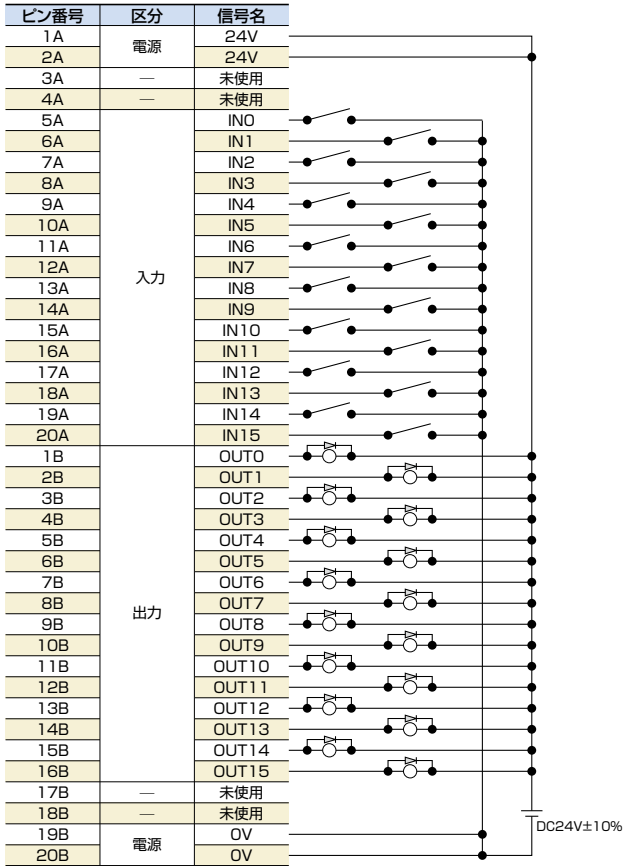 ピン番号 区分 信号名
1A 電源 24V
2A 24V
3A — 未使用
4A — 未使用
5A 入力 IN0
6A IN1
7A IN2
8A IN3
9A IN4
10A IN5
11A IN6
12A IN7
13A IN8
14A IN9
15A IN10
16A IN11
17A IN12
18A IN13
19A IN14
20A IN15
1B 出力 OUT0
2B OUT1
3B OUT2
4B OUT3
5B OUT4
6B OUT5
7B OUT6
8B OUT7
9B OUT8
10B OUT9
11B OUT10
12B OUT11
13B OUT12
14B OUT13
15B OUT14
16B OUT15
17B — 未使用
18B — 未使用
DC24V±10%
19B 電源 0V
20B 0V